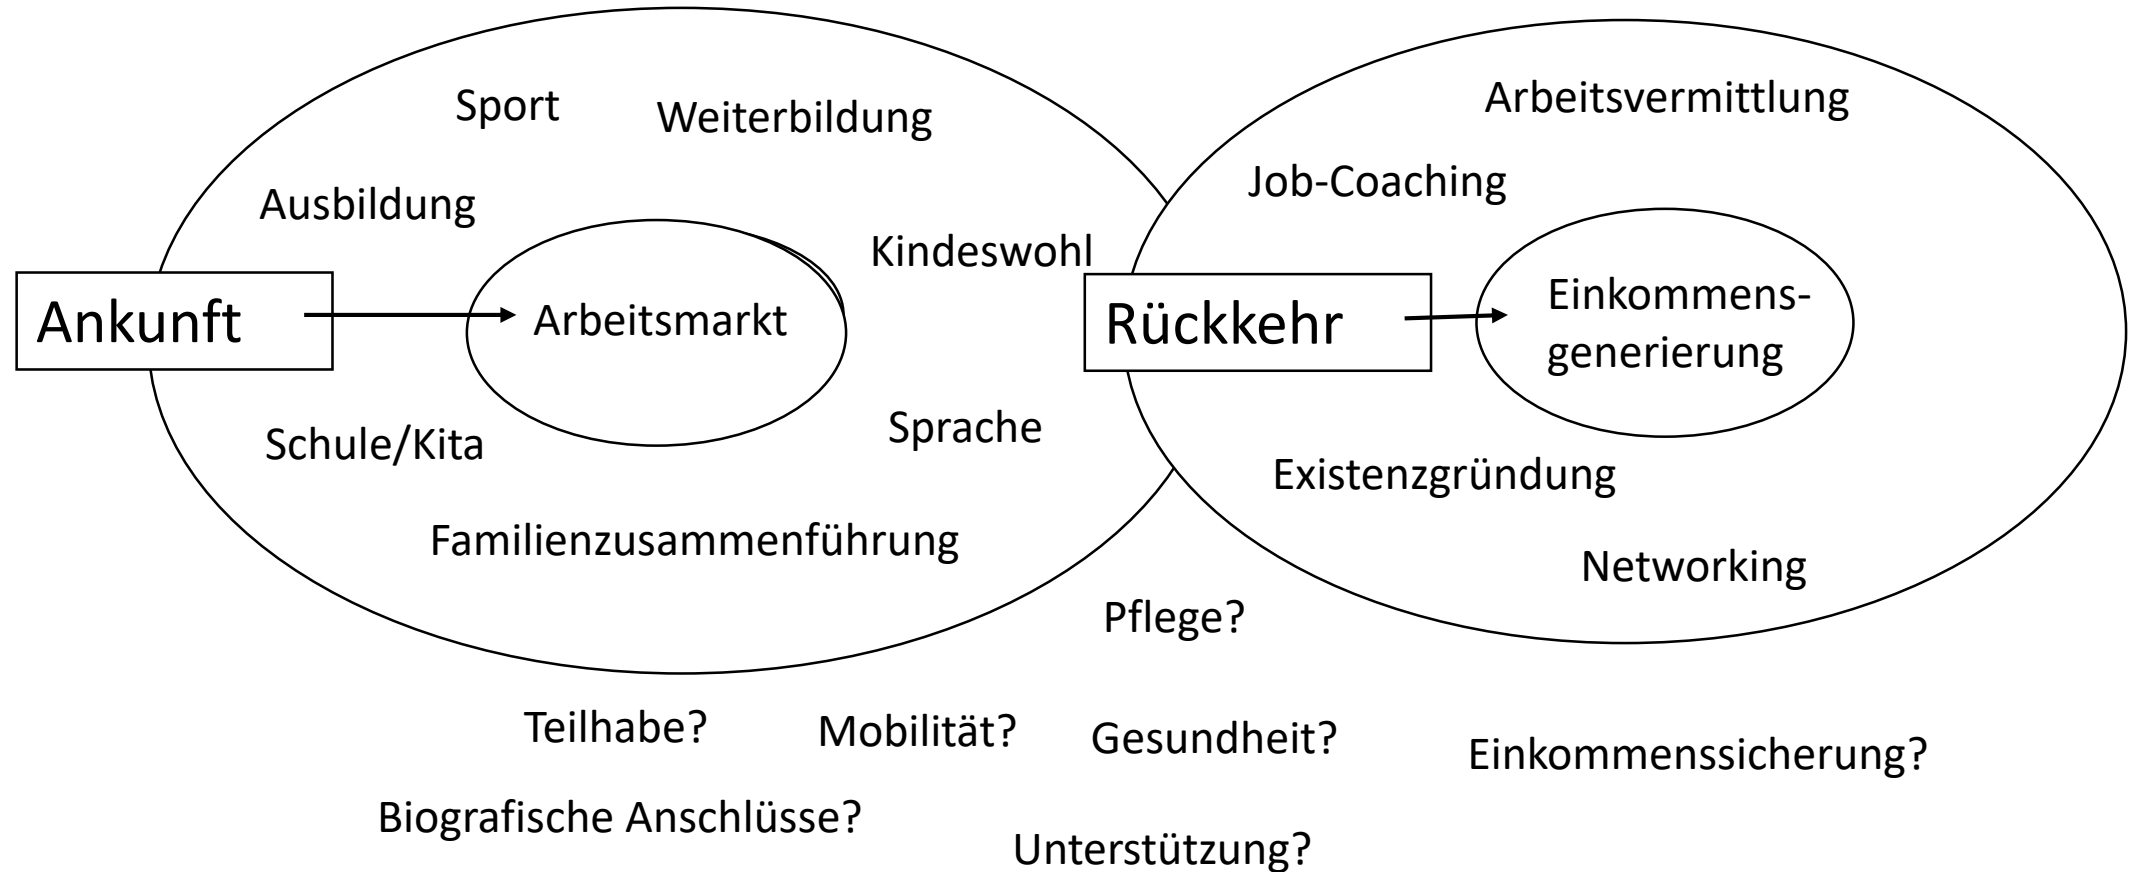 Sport
Weiterbildung
Ausbildung
Kindeswohl
Ankunft
Arbeitsmarkt
Schule/Kita
Sprache
Familienzusammenführung
Arbeitsvermittlung
Job-Coaching
Rückkehr
Einkommens-
generierung
Existenzgründung
Networking
Pflege?
Teilhabe?
Mobilität?
Gesundheit?
Einkommenssicherung?
Biografische Anschlüsse?
Unterstützung?